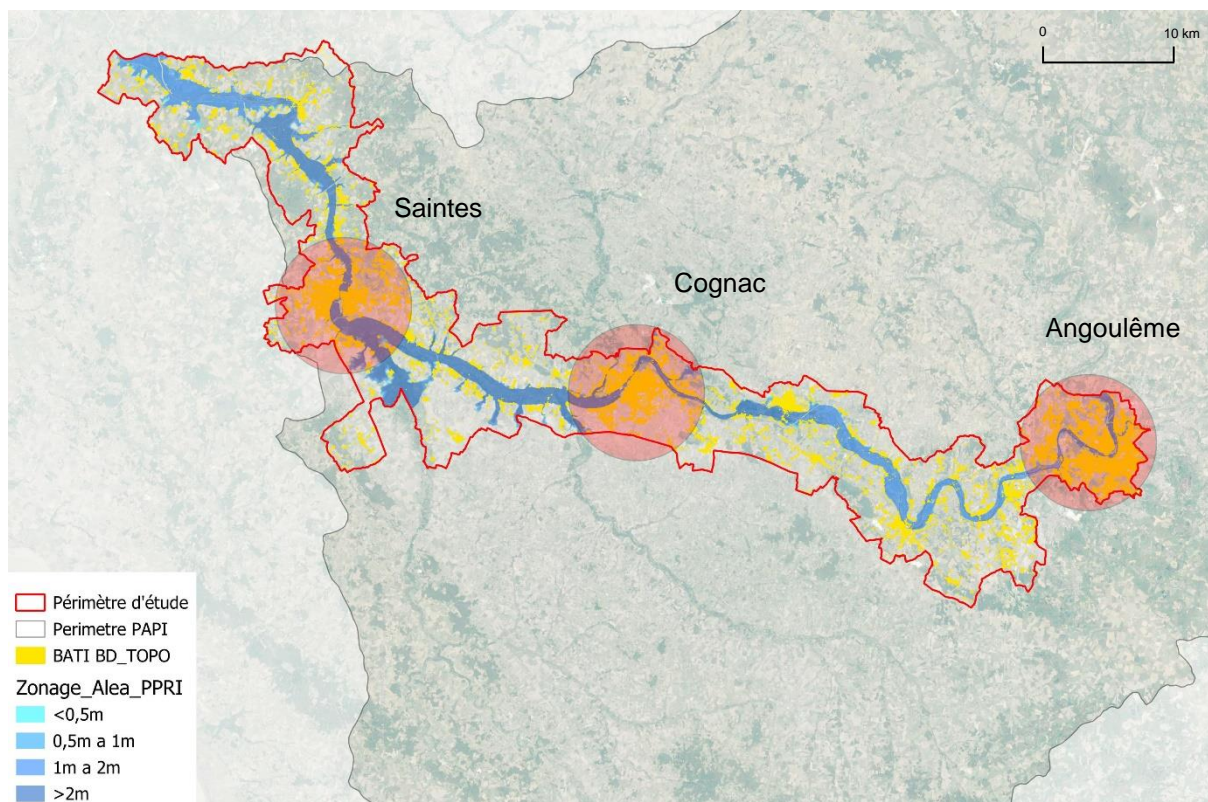 0 10 km
Saintes
Cognac
Angoulême
Périmètre d'étude
Perimetre PAPI
BATI BD_TOPO
Zonage_Alea_PPRI
<0,5m
0,5m a 1m
1m a 2m
>2m